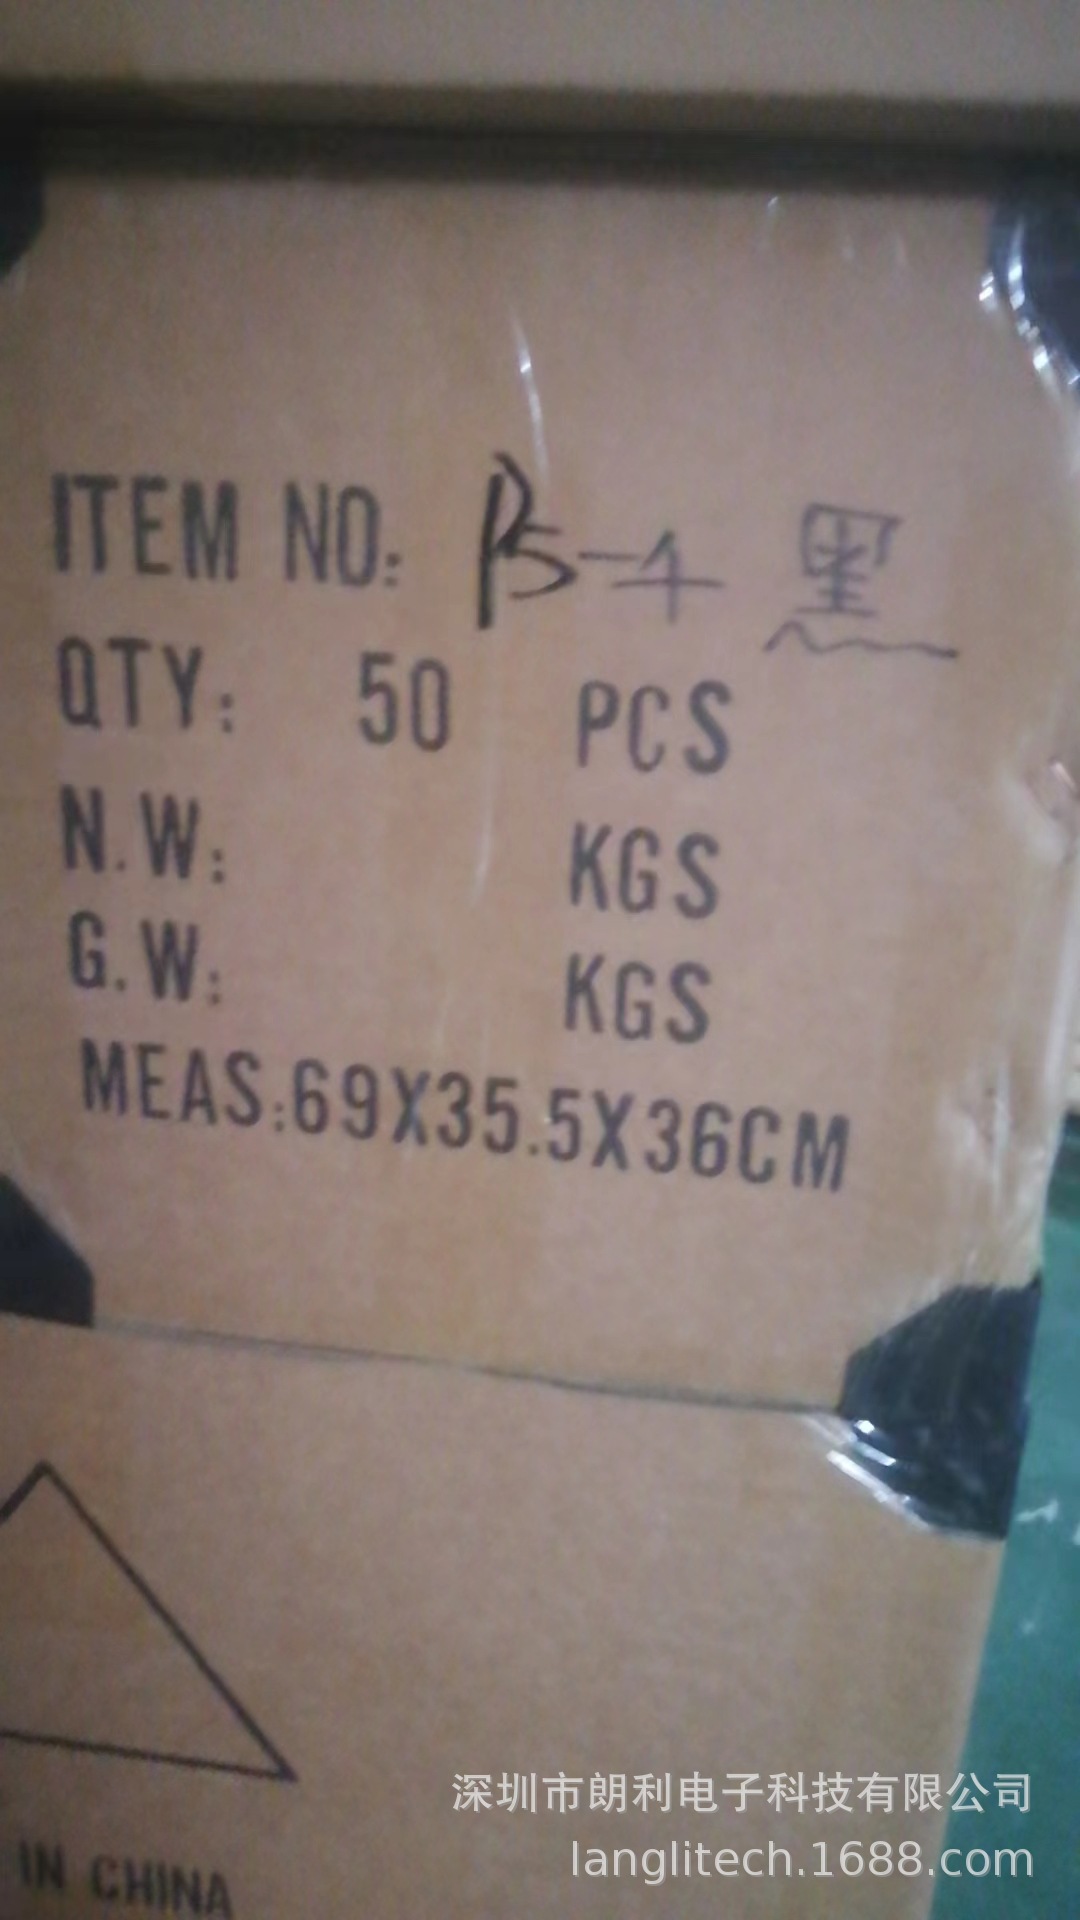 ITEM NO: PS-4 黑
QTY: 50 PCS
N.W: KGS
G.W: KGS
MEAS:69X35.5X36CM
IN CHINA
深圳市朗利电子科技有限公司
langlitech.1688.com